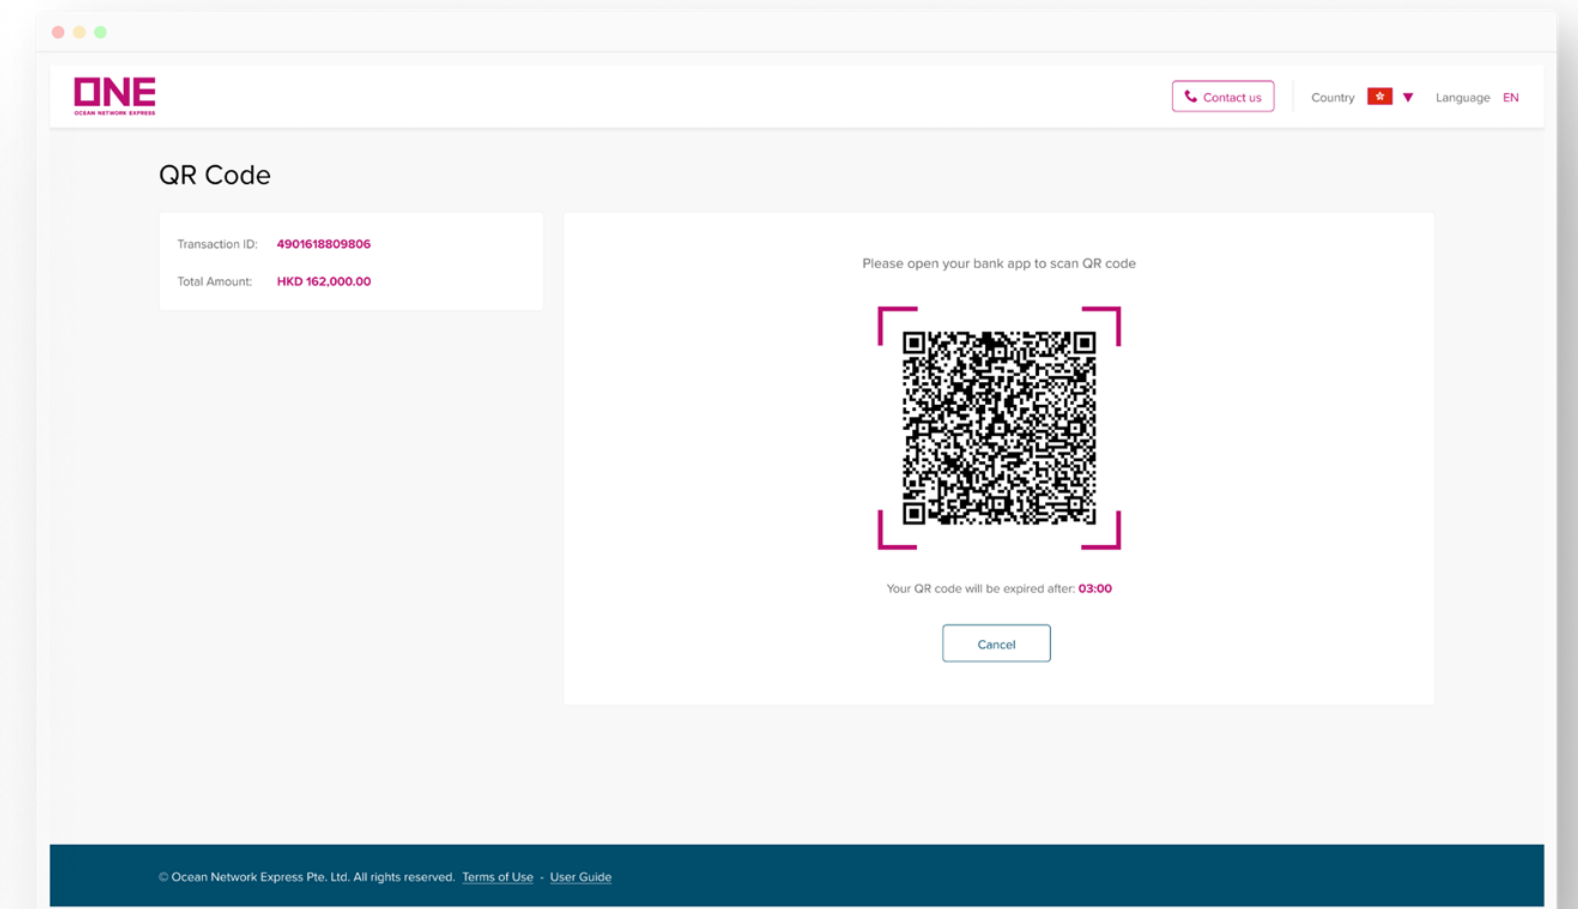 ONE
OCEAN NETWORK EXPRESS
Contact us
Country
Language EN
QR Code
Transaction ID: 4901618809806
Total Amount: HKD 162,000.00
Please open your bank app to scan QR code
Your QR code will be expired after: 03:00
Cancel
© Ocean Network Express Pte. Ltd. All rights reserved. Terms of Use - User Guide